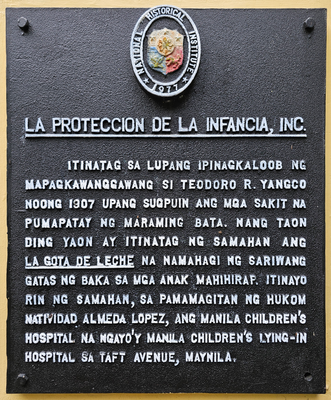 NATIONAL HISTORICAL INSTITUTE
1977
LA PROTECCION DE LA INFANCIA, INC.
ITINATAG SA LUPANG IPINAGKALOOB NG
MAPAGKAWANGGAWANG SI TEODORO R. YANGCO
NOONG 1907 UPANG SUGPUIN ANG MGA SAKIT NA
PUMAPATAY NG MARAMING BATA. NANG TAON
DING YAON AY ITINATAG NG SAMAHAN ANG
LA GOTA DE LECHE NA NAMAHAGI NG SARIWANG
GATAS NG BAKA SA MGA ANAK MAHIHIRAP. ITINAYO
RIN NG SAMAHAN, SA PAMAMAGITAN NG HUKOM
NATIVIDAD ALMEDA LOPEZ, ANG MANILA CHILDREN'S
HOSPITAL NA NGAYO'Y MANILA CHILDREN'S LYING-IN
HOSPITAL SA TAFT AVENUE, MAYNILA.